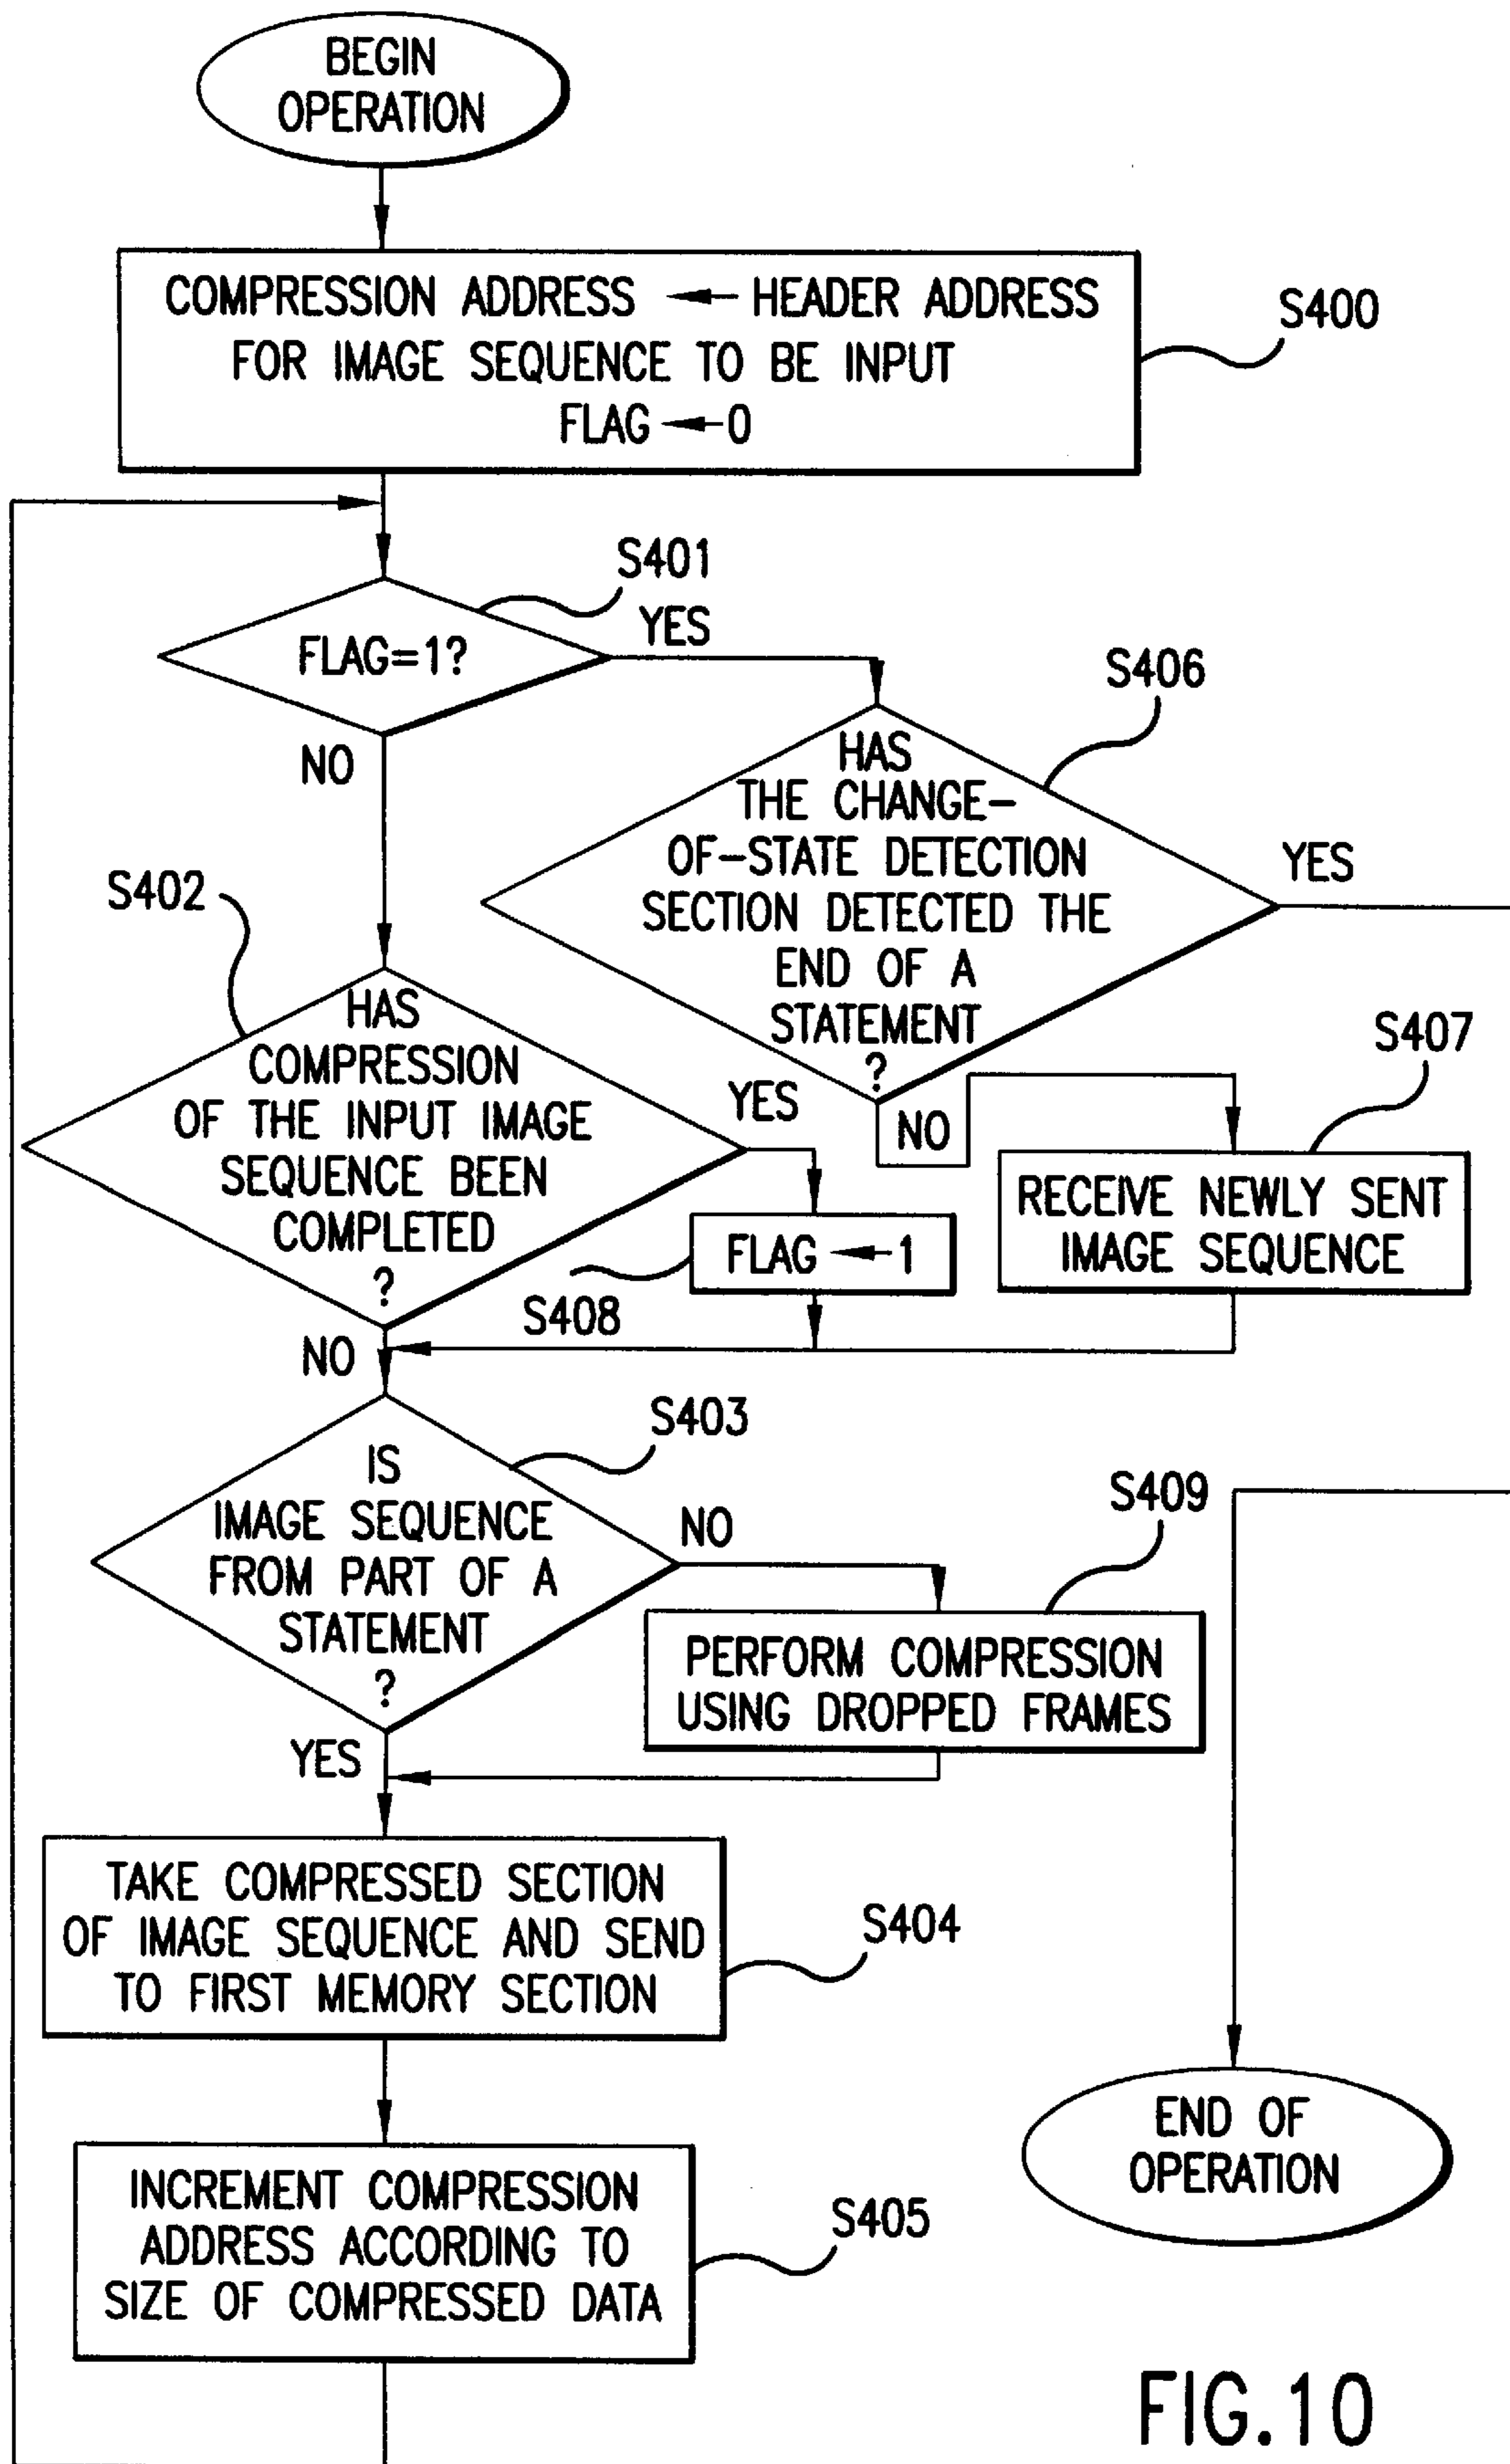 BEGIN
OPERATION
COMPRESSION ADDRESS ← HEADER ADDRESS
FOR IMAGE SEQUENCE TO BE INPUT
FLAG ← 0
S400
S401
FLAG=1?
YES
NO
S406
HAS
THE CHANGE-
OF-STATE DETECTION
SECTION DETECTED THE
END OF A
STATEMENT
?
YES
NO
S402
HAS
COMPRESSION
OF THE INPUT IMAGE
SEQUENCE BEEN
COMPLETED
?
YES
NO
S407
RECEIVE NEWLY SENT
IMAGE SEQUENCE
FLAG ← 1
S408
S403
IS
IMAGE SEQUENCE
FROM PART OF A
STATEMENT
?
NO
YES
S409
PERFORM COMPRESSION
USING DROPPED FRAMES
TAKE COMPRESSED SECTION
OF IMAGE SEQUENCE AND SEND
TO FIRST MEMORY SECTION
S404
INCREMENT COMPRESSION
ADDRESS ACCORDING TO
SIZE OF COMPRESSED DATA
S405
END OF
OPERATION
FIG.10